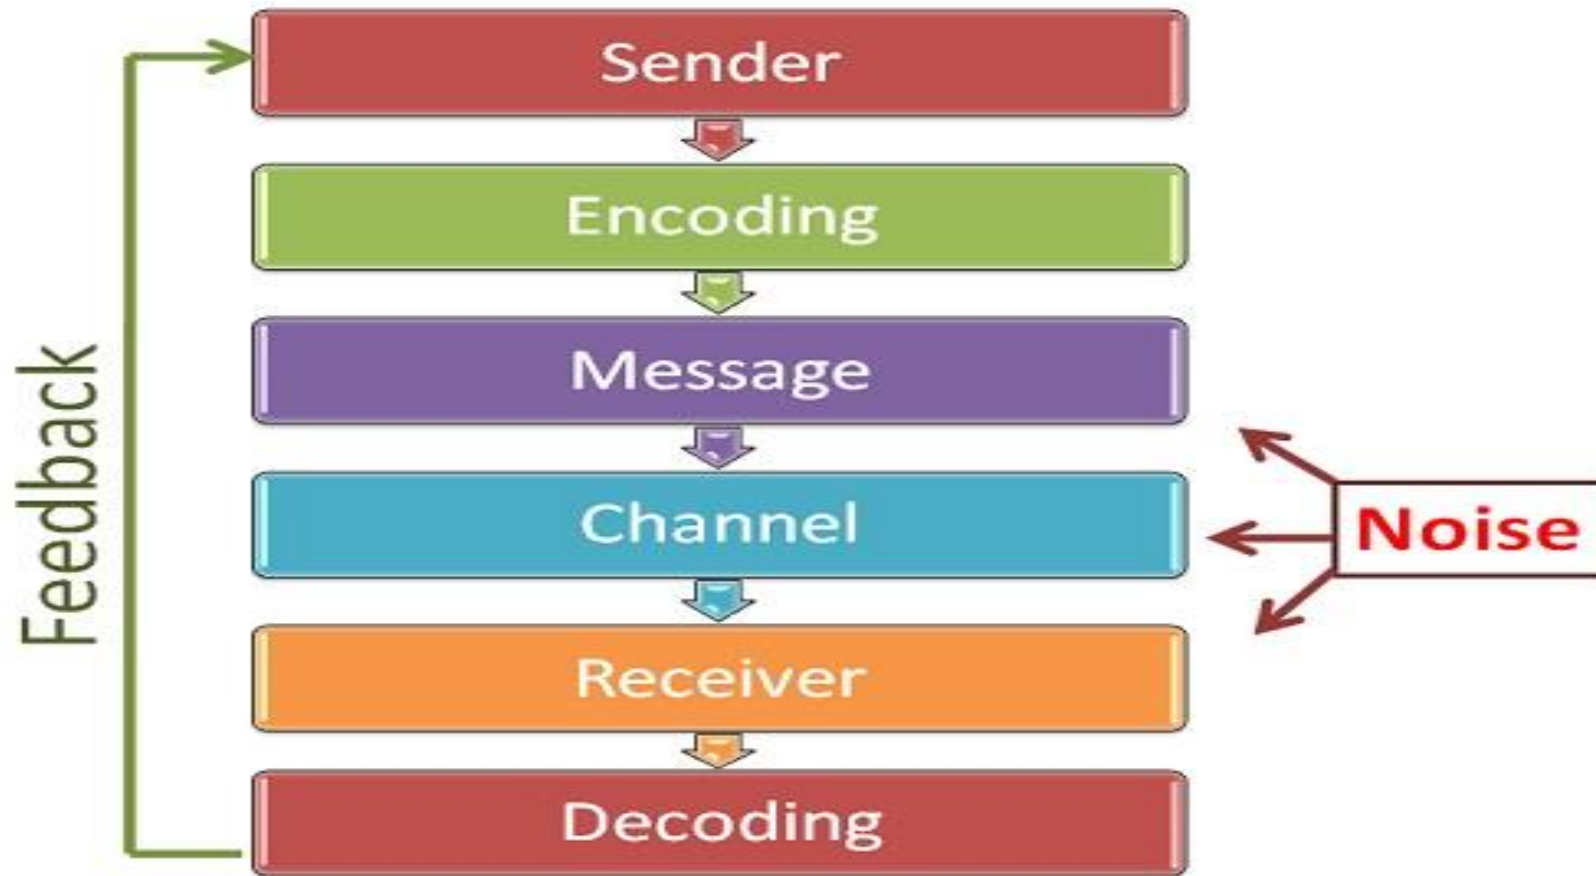 Sender
Encoding
Message
Channel
Receiver
Decoding
Feedback
Noise